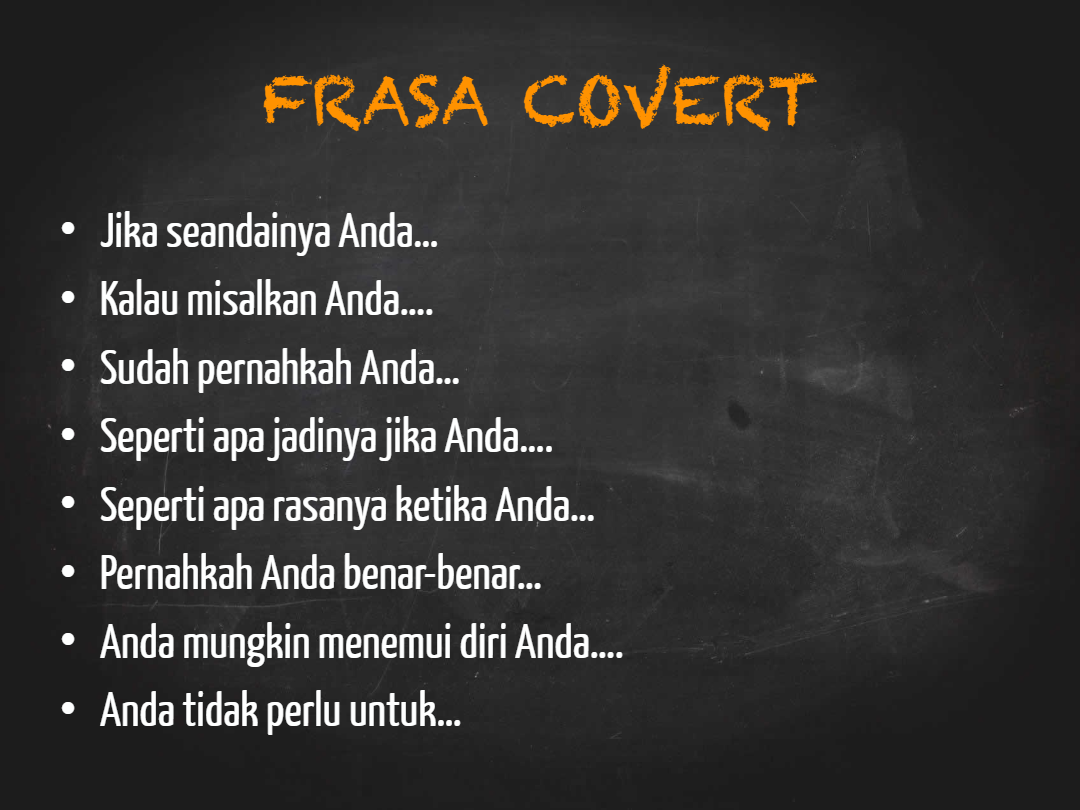 FRASA COVERT
• Jika seandainya Anda...
• Kalau misalkan Anda....
• Sudah pernahkah Anda...
• Seperti apa jadinya jika Anda....
• Seperti apa rasanya ketika Anda...
• Pernahkah Anda benar-benar...
• Anda mungkin menemui diri Anda....
• Anda tidak perlu untuk...